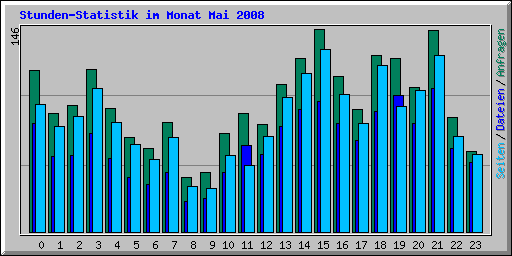 Stunden-Statistik im Monat Mai 2008
146
Seiten / Dateien / Anfragen
0 1 2 3 4 5 6 7 8 9 10 11 12 13 14 15 16 17 18 19 20 21 22 23